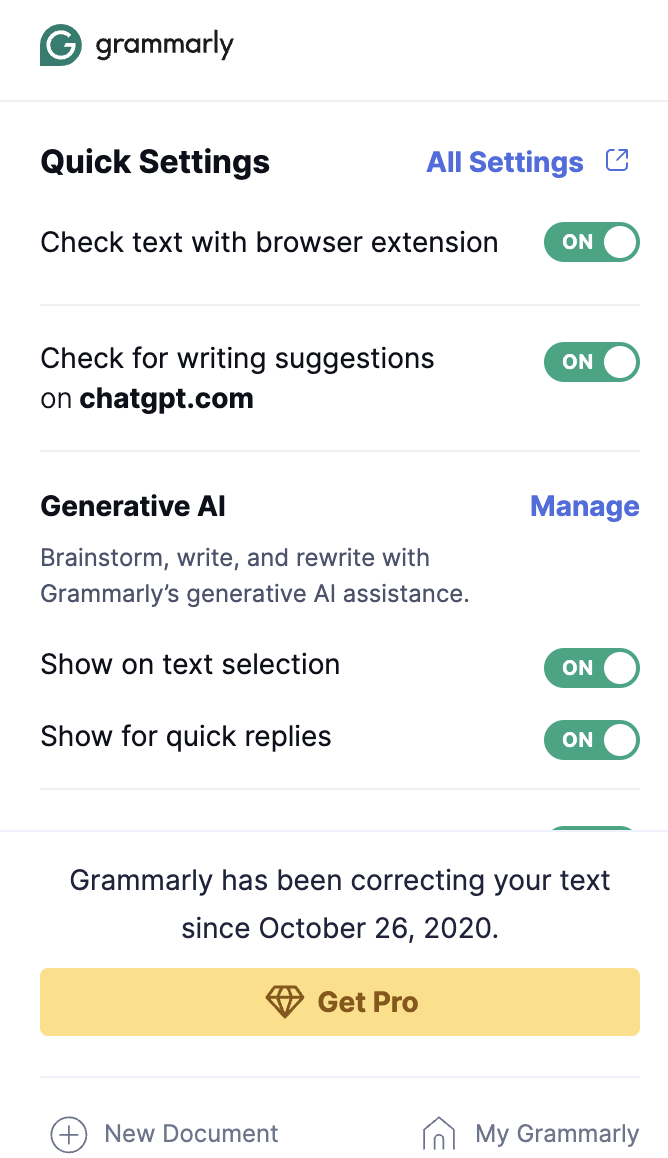 grammarly
Quick Settings
All Settings
Check text with browser extension
ON
Check for writing suggestions
on chatgpt.com
ON
Generative AI
Manage
Brainstorm, write, and rewrite with
Grammarly’s generative AI assistance.
Show on text selection
ON
Show for quick replies
ON
Grammarly has been correcting your text
since October 26, 2020.
Get Pro
New Document
My Grammarly